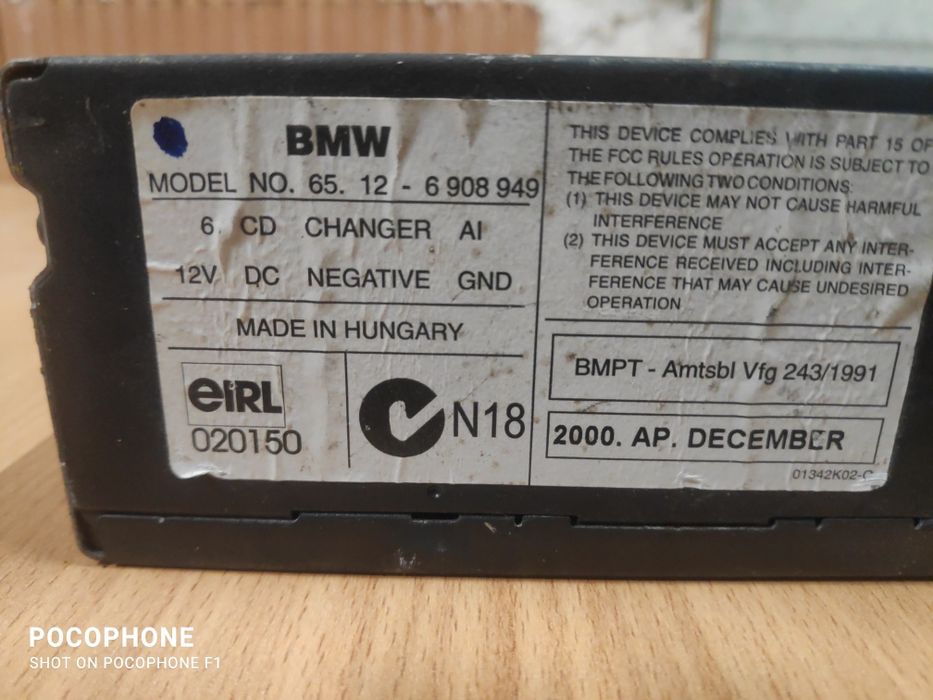 BMW
MODEL NO. 65. 12 - 6 908 949
6 CD CHANGER AI
12V DC NEGATIVE GND
MADE IN HUNGARY
eIRL
020150
N18
THIS DEVICE COMPLIES WITH PART 15 OF
THE FCC RULES OPERATION IS SUBJECT TO
THE FOLLOWING TWO CONDITIONS:
(1) THIS DEVICE MAY NOT CAUSE HARMFUL
INTERFERENCE
(2) THIS DEVICE MUST ACCEPT ANY INTER-
FERENCE RECEIVED INCLUDING INTER-
FERENCE THAT MAY CAUSE UNDESIRED
OPERATION
BMPT - Amtsbl Vfg 243/1991
2000. AP. DECEMBER
01342K02-C
POCOPHONE
SHOT ON POCOPHONE F1